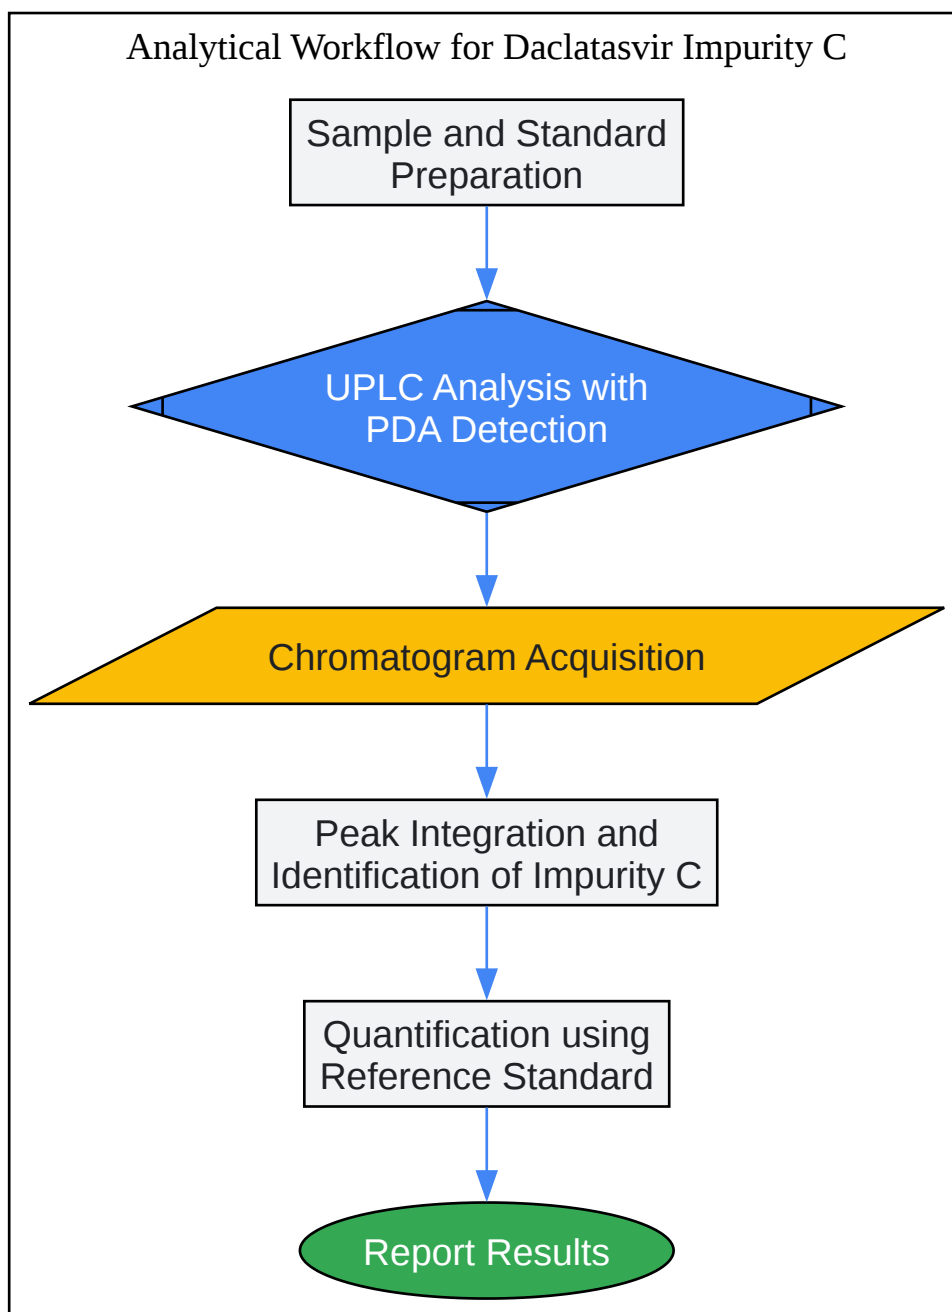 Analytical Workflow for Daclatasvir Impurity C
Sample and Standard
Preparation
UPLC Analysis with
PDA Detection
Chromatogram Acquisition
Peak Integration and
Identification of Impurity C
Quantification using
Reference Standard
Report Results